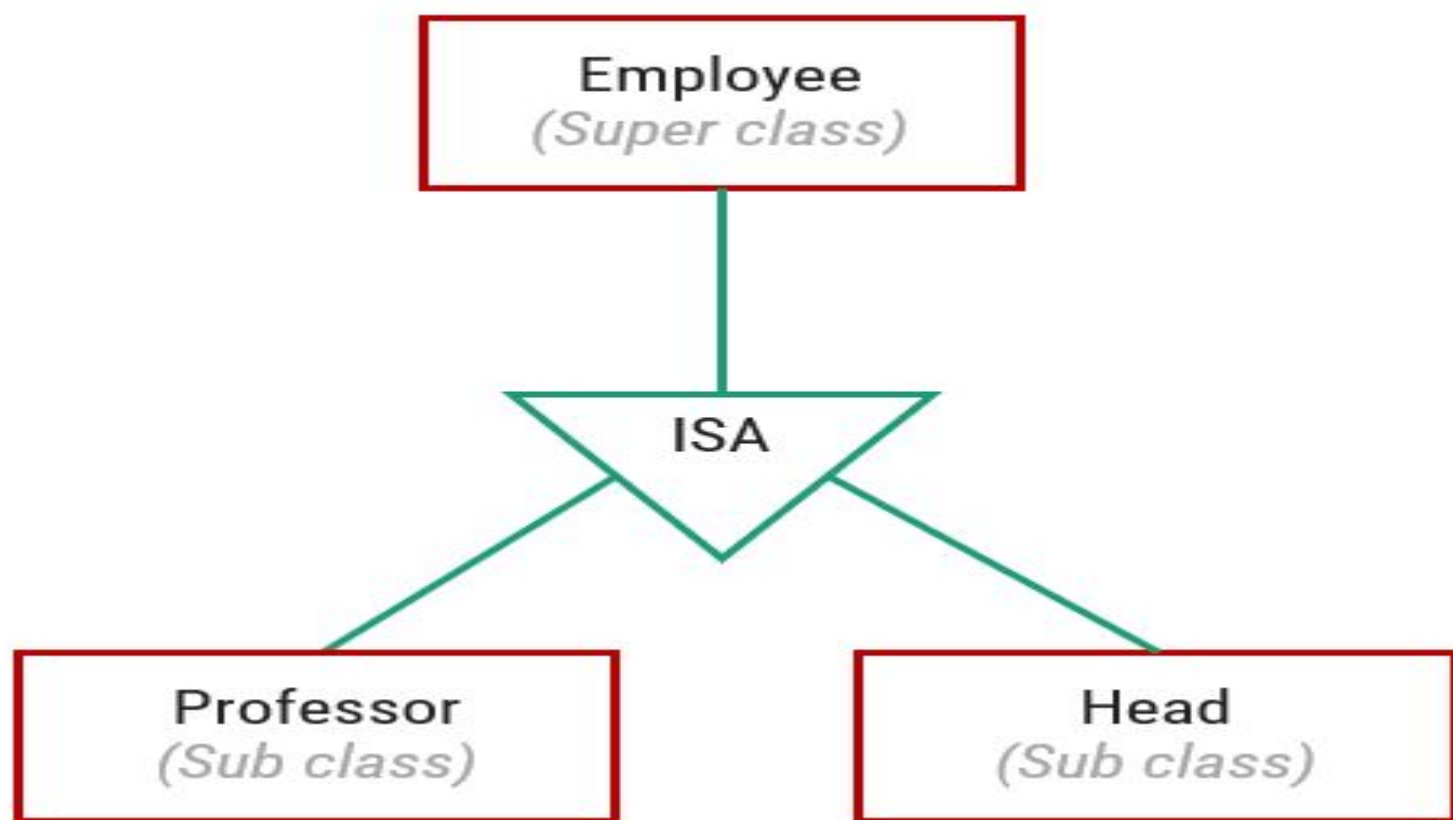 Employee
(Super class)
ISA
Professor
(Sub class)
Head
(Sub class)